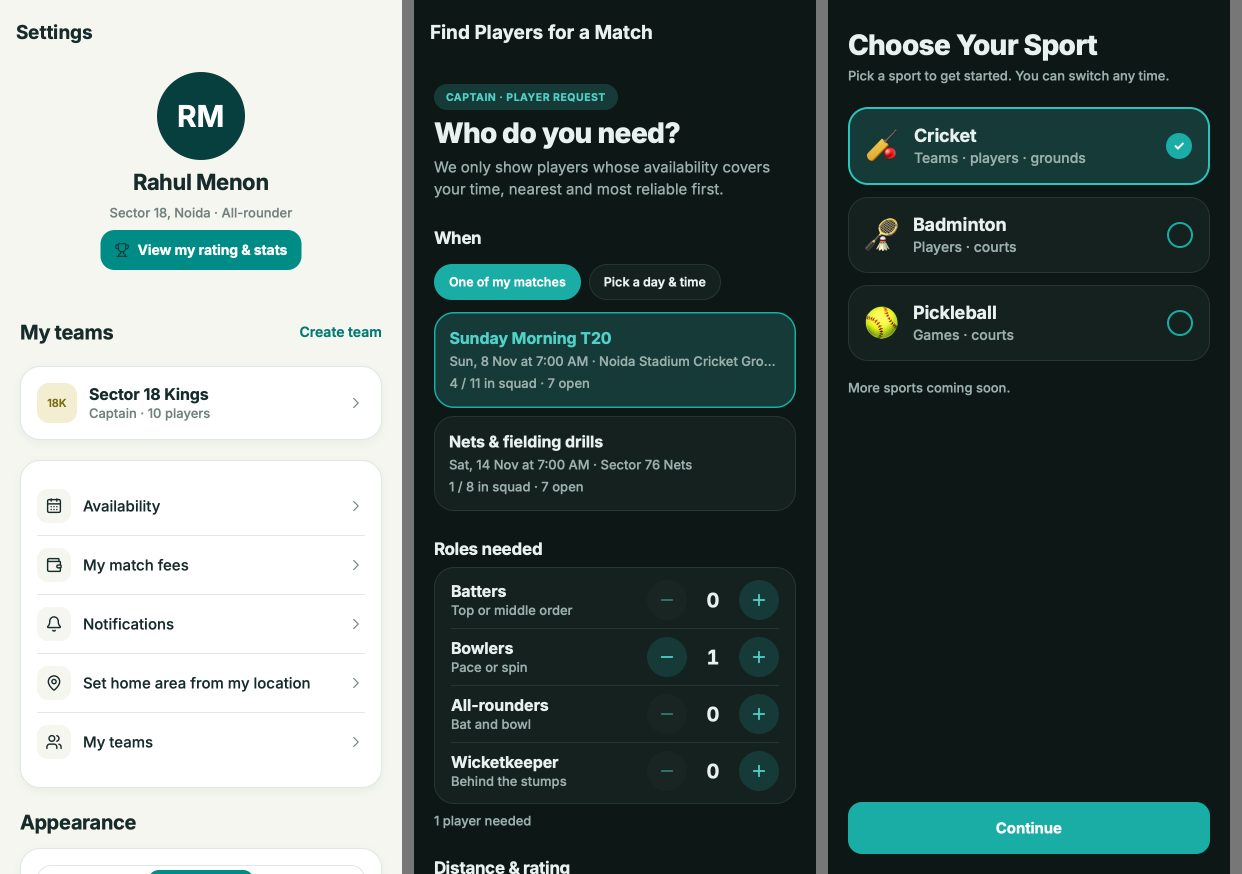 Settings
RM
Rahul Menon
Sector 18, Noida · All-rounder
View my rating & stats
My teams
Create team
18K
Sector 18 Kings
Captain · 10 players
Availability
My match fees
Notifications
Set home area from my location
My teams
Appearance
Find Players for a Match
CAPTAIN · PLAYER REQUEST
Who do you need?
We only show players whose availability covers
your time, nearest and most reliable first.
When
One of my matches
Pick a day & time
Sunday Morning T20
Sun, 8 Nov at 7:00 AM · Noida Stadium Cricket Gro...
4 / 11 in squad · 7 open
Nets & fielding drills
Sat, 14 Nov at 7:00 AM · Sector 76 Nets
1 / 8 in squad · 7 open
Roles needed
Batters
Top or middle order
− 0 +
Bowlers
Pace or spin
− 1 +
All-rounders
Bat and bowl
− 0 +
Wicketkeeper
Behind the stumps
− 0 +
1 player needed
Distance & rating
Choose Your Sport
Pick a sport to get started. You can switch any time.
Cricket
Teams · players · grounds
Badminton
Players · courts
Pickleball
Games · courts
More sports coming soon.
Continue